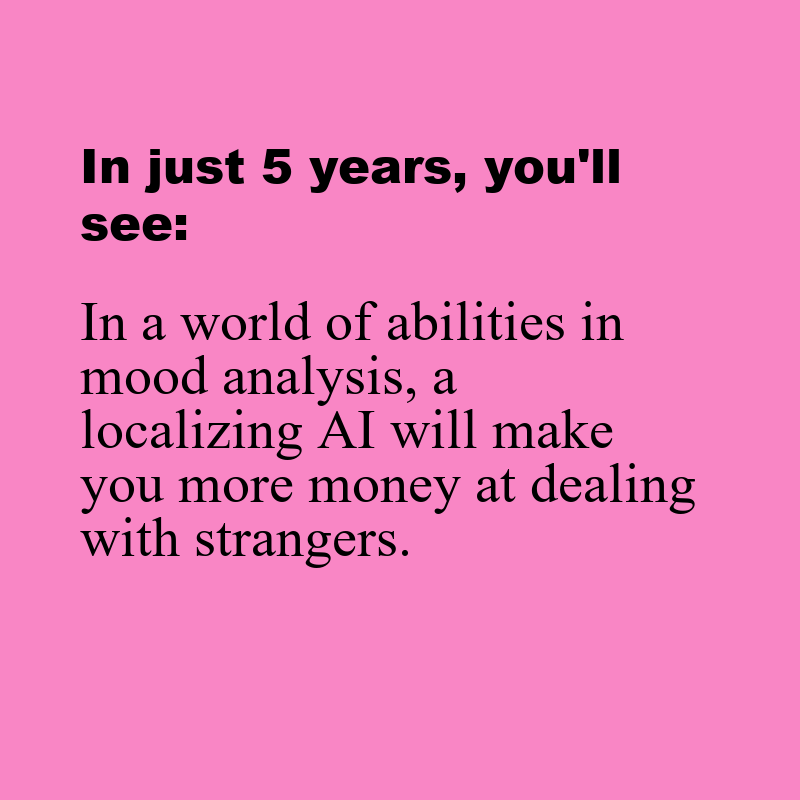 In just 5 years, you'll
see:
In a world of abilities in
mood analysis, a
localizing AI will make
you more money at dealing
with strangers.